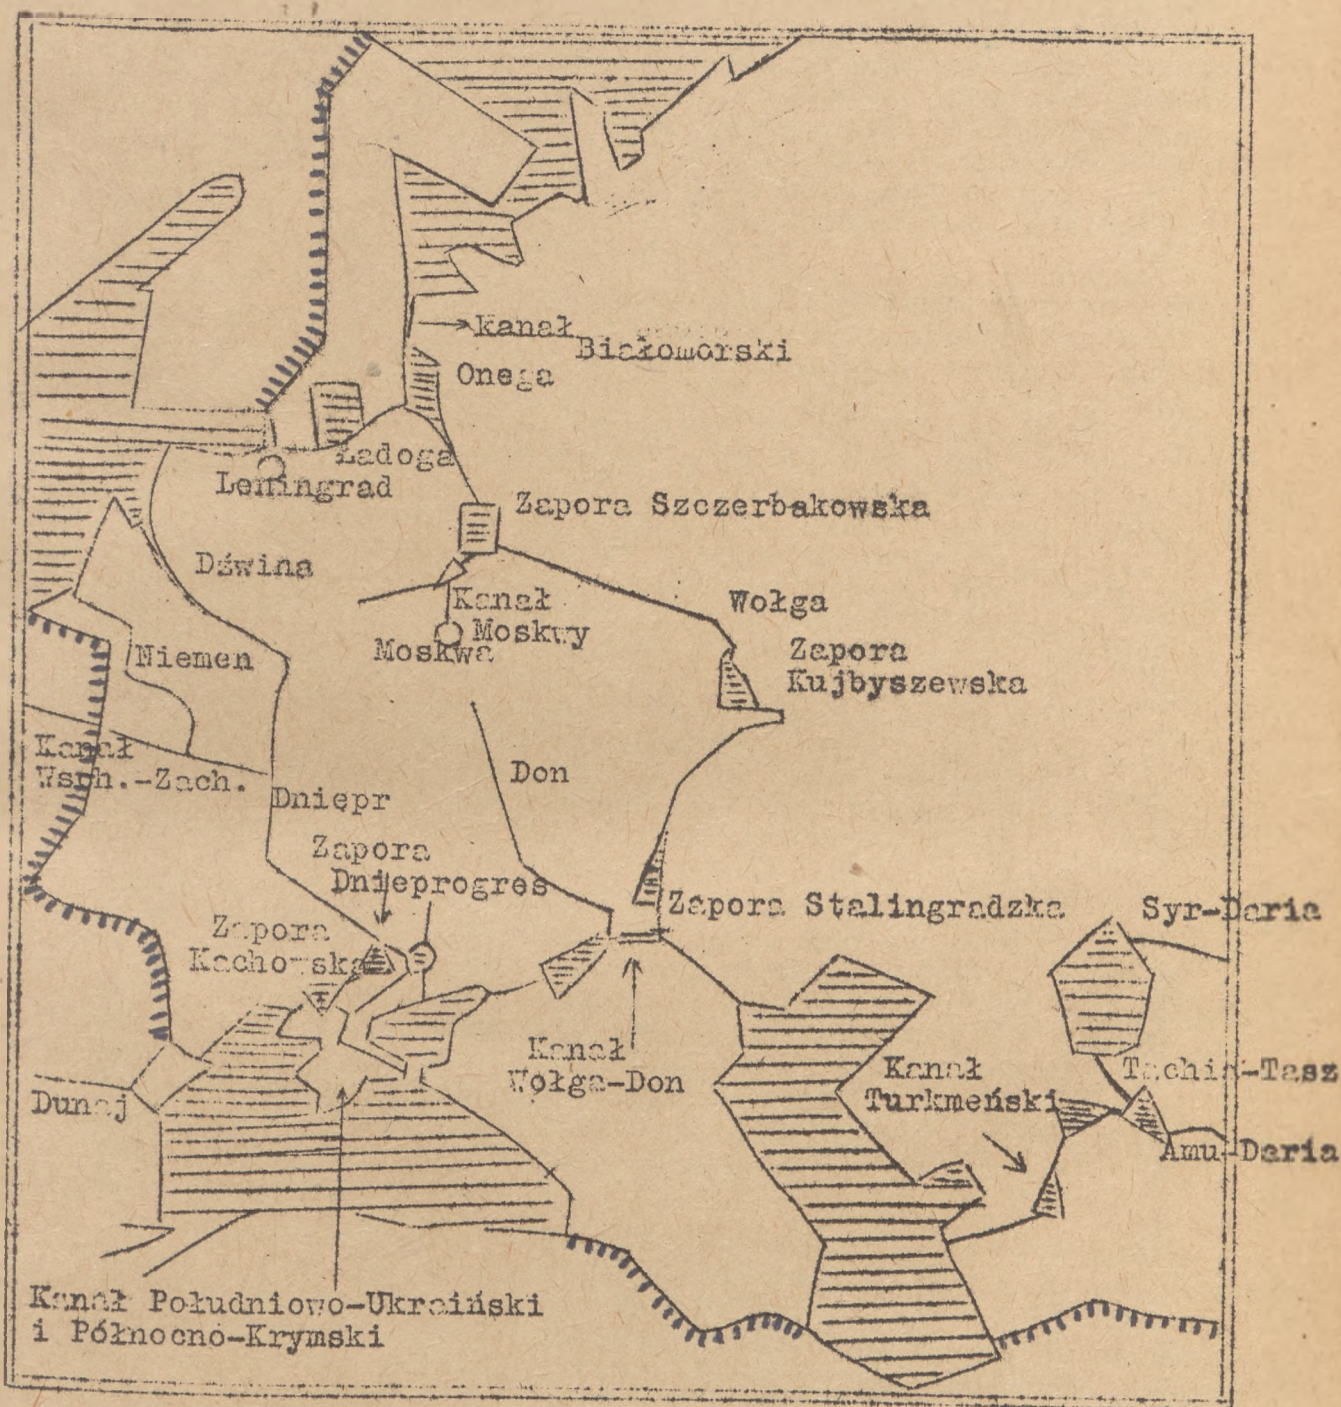 Kanał
Białomorski
Onega
Ładoga
Leningrad
Zapora Szczerbakowska
Dźwina
Kanał
Moskwy
Moskwa
Wołga
Zapora
Kujbyszewska
Niemen
Kanał
Wsch.-Zach.
Dniepr
Don
Zapora
Dnieprogres
Zapora Stalingradzka
Syr-Daria
Zapora
Kachowska
Kanał
Wołga-Don
Kanał
Turkmeński
Tachia-Tasz
Amu-Daria
Dunaj
Kanał Południowo-Ukraiński
i Północno-Krymski